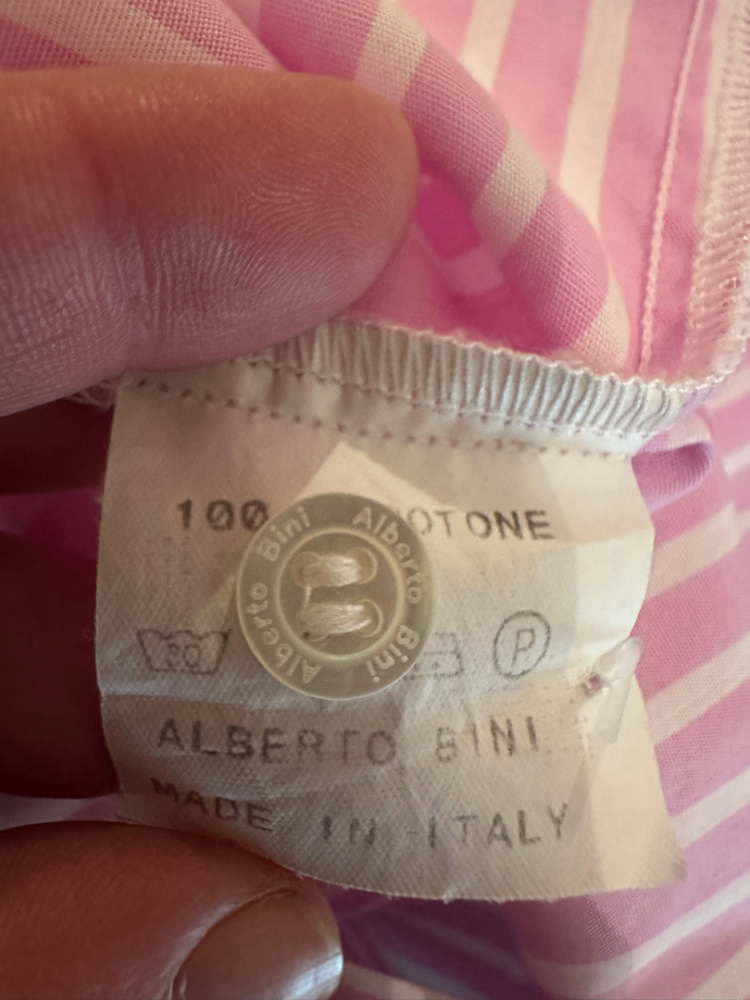 100 OTONE
Alberto Bini Alberto Bini
30 P
ALBERTO BINI
MADE IN ITALY